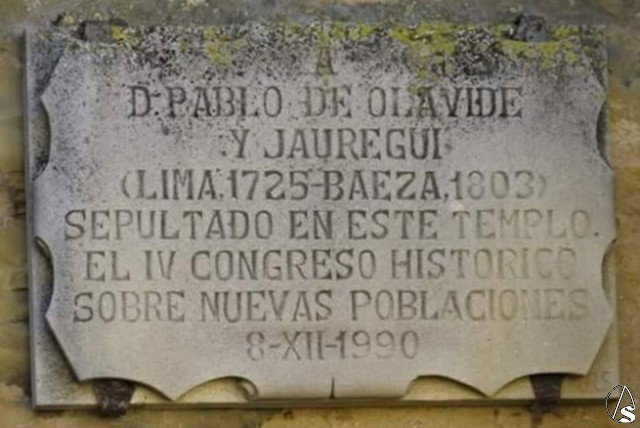 A
D. PABLO DE OLAVIDE
Y JAUREGUI
(LIMA, 1725-BAEZA, 1803)
SEPULTADO EN ESTE TEMPLO.
EL IV CONGRESO HISTORICO
SOBRE NUEVAS POBLACIONES
8-XII-1990